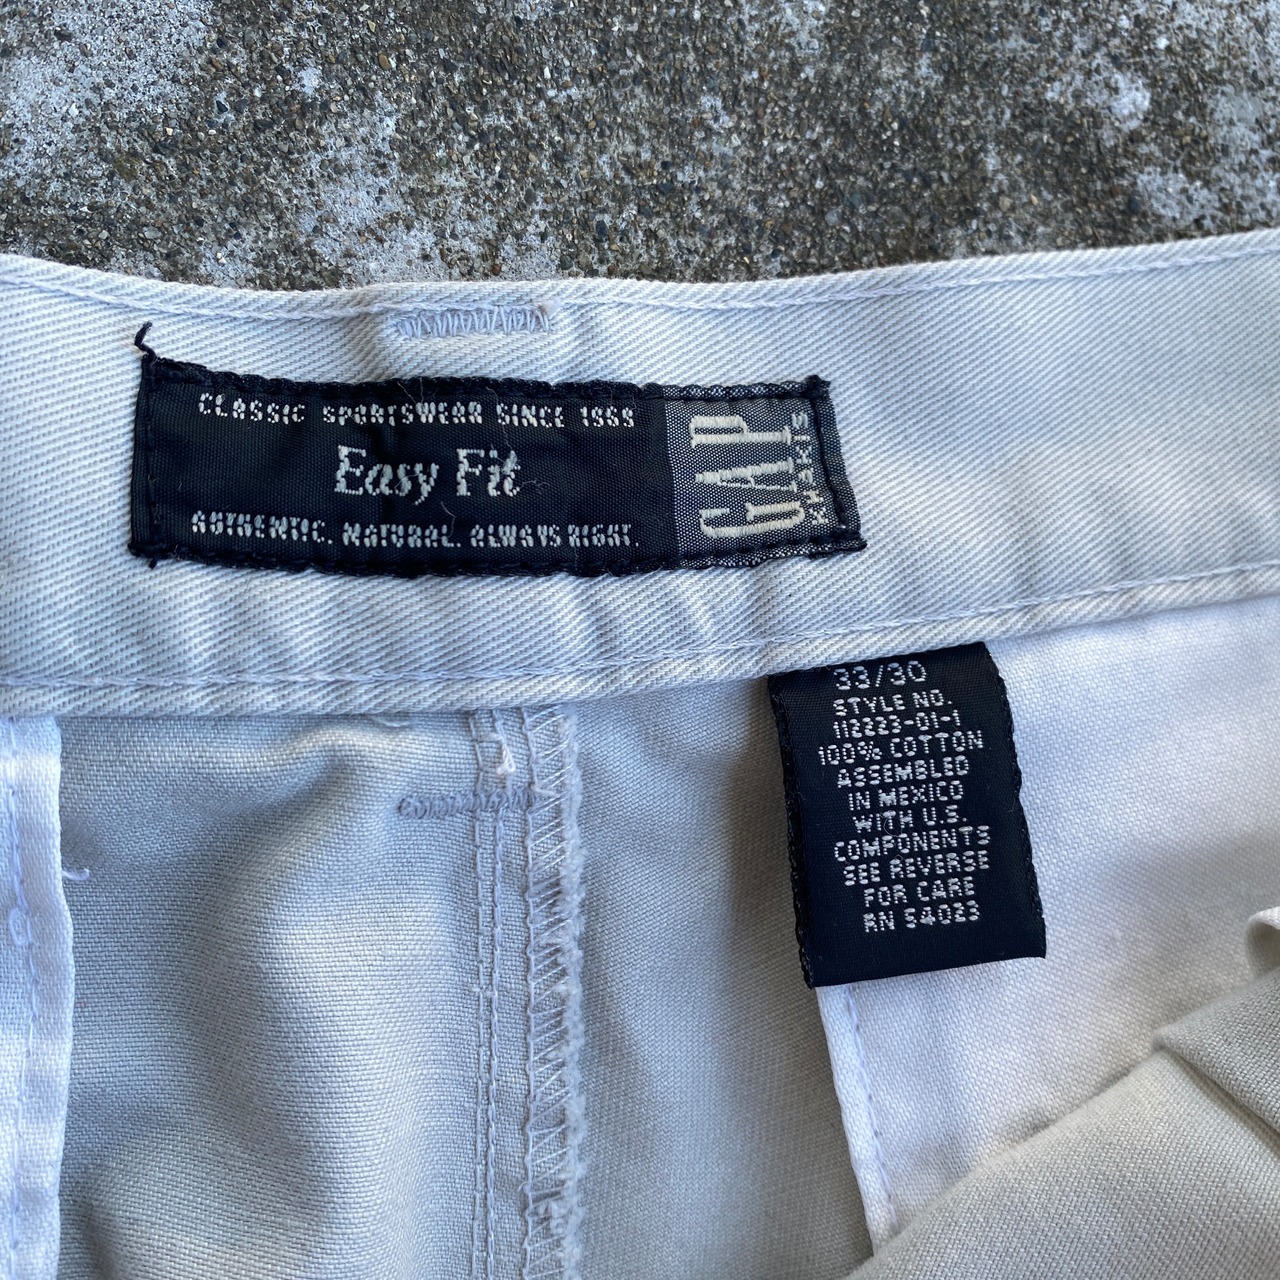 CLASSIC SPORTSWEAR SINCE 1969
Easy Fit
AUTHENTIC. NATURAL. ALWAYS RIGHT.
GAP
Khakis
33/30
STYLE NO.
112223-01-1
100% COTTON
ASSEMBLED
IN MEXICO
WITH U.S.
COMPONENTS
SEE REVERSE
FOR CARE
RN 54023